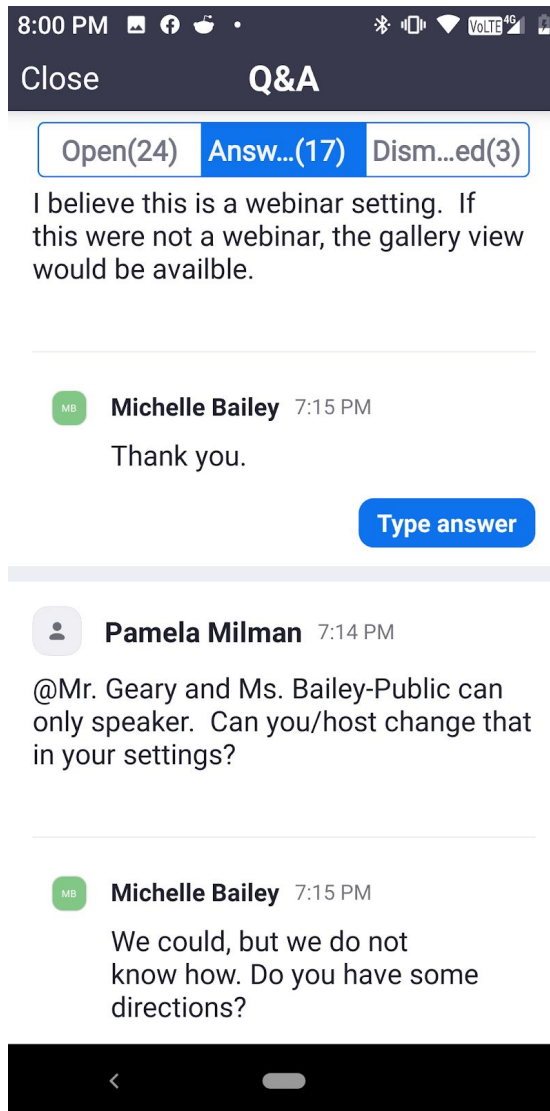 8:00 PM
VoLTE 4G
Close
Q&A
Open(24)
Answ...(17)
Dism...ed(3)
I believe this is a webinar setting.  If
this were not a webinar, the gallery view
would be availble.
MB
Michelle Bailey 7:15 PM
Thank you.
Type answer
Pamela Milman 7:14 PM
@Mr. Geary and Ms. Bailey-Public can
only speaker.  Can you/host change that
in your settings?
MB
Michelle Bailey 7:15 PM
We could, but we do not
know how. Do you have some
directions?